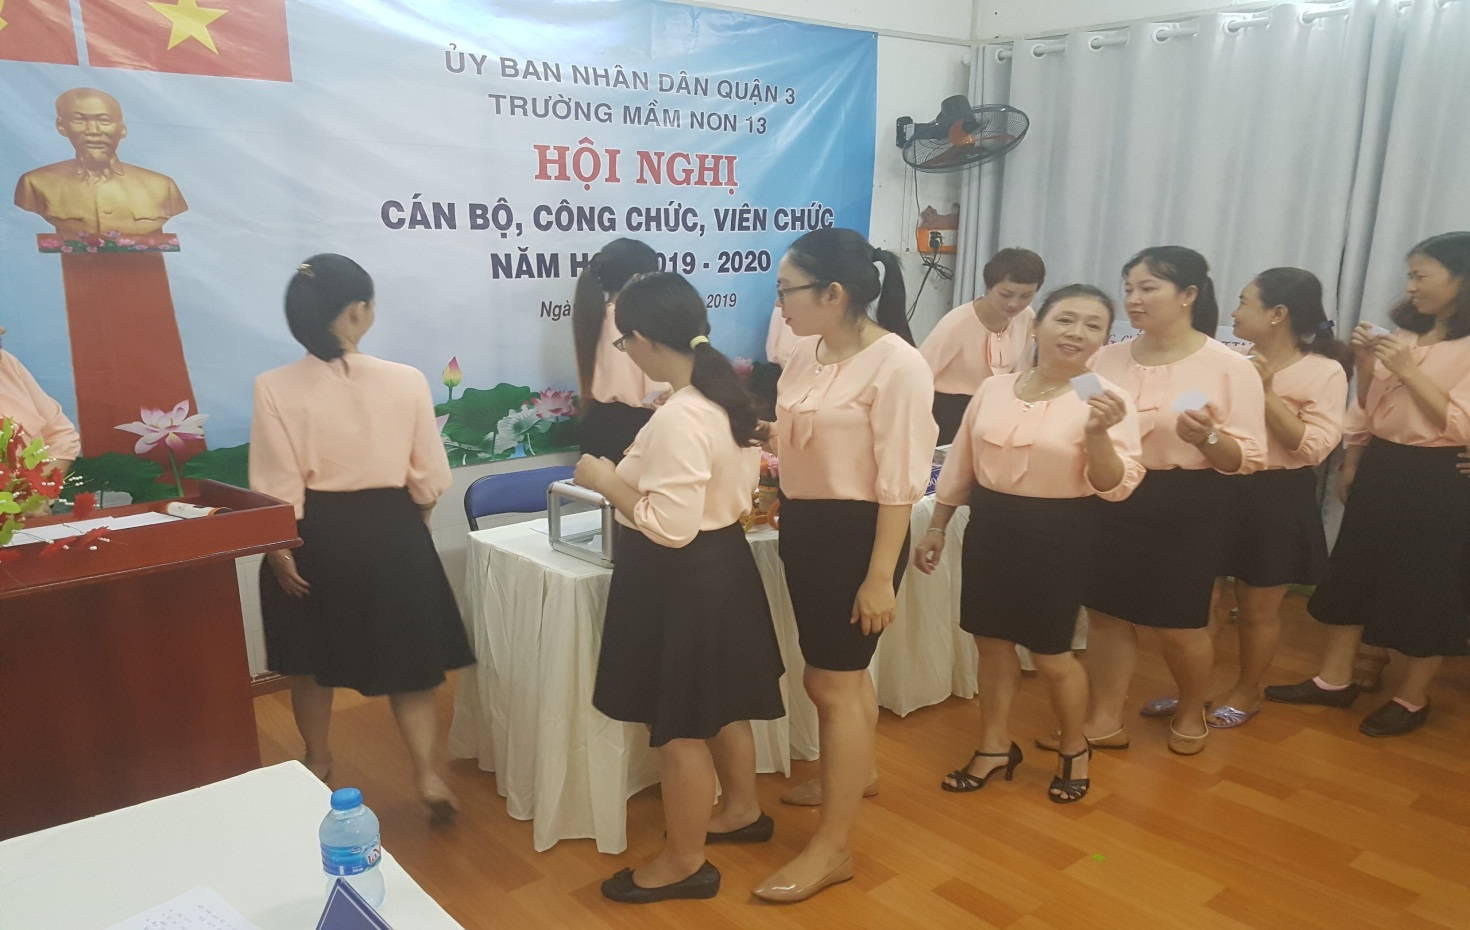 ỦY BAN NHÂN DÂN QUẬN 3
TRƯỜNG MẦM NON 13
HỘI NGHỊ
CÁN BỘ, CÔNG CHỨC, VIÊN CHỨC
NĂM 2019 - 2020
2019